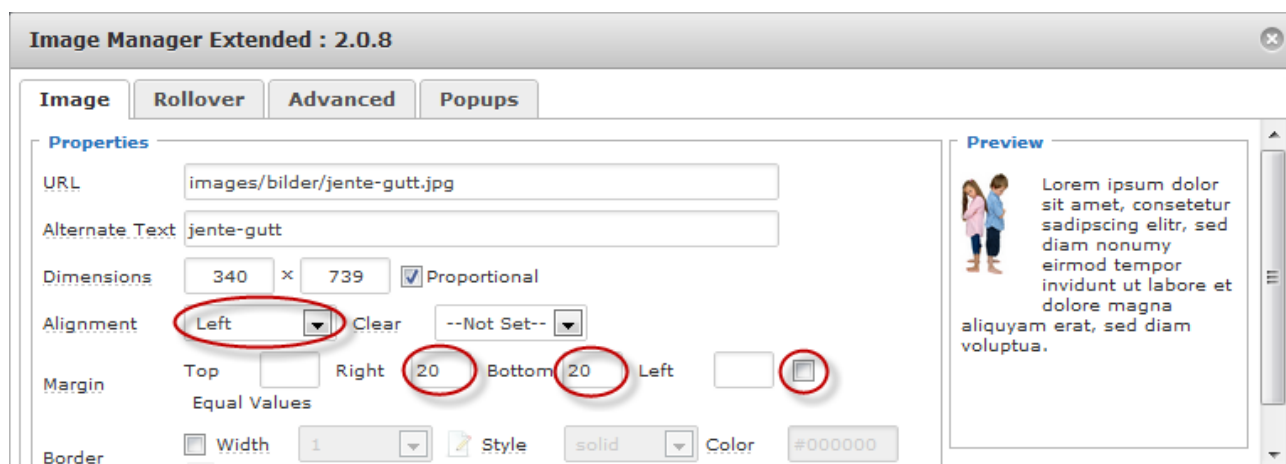 Image Manager Extended : 2.0.8
Image Rollover Advanced Popups
Properties
URL images/bilder/jente-gutt.jpg
Alternate Text jente-gutt
Dimensions 340 × 739 Proportional
Alignment Left Clear --Not Set--
Margin Top Right 20 Bottom 20 Left
Equal Values
Border Width 1 Style solid Color #000000
Preview
Lorem ipsum dolor
sit amet, consetetur
sadipscing elitr, sed
diam nonumy
eirmod tempor
invidunt ut labore et
dolore magna
aliquyam erat, sed diam
voluptua.